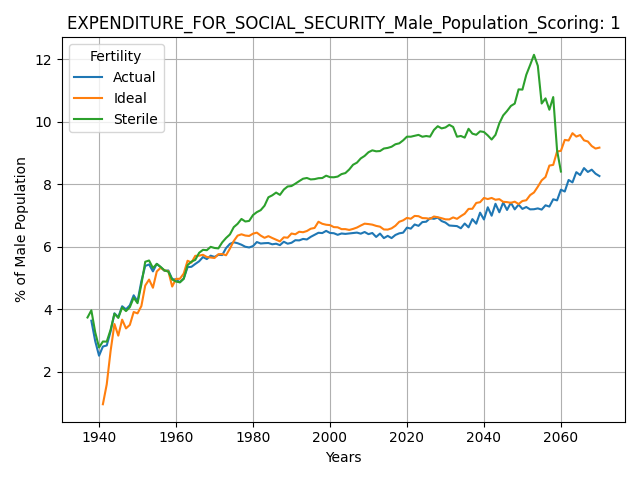 EXPENDITURE_FOR_SOCIAL_SECURITY_Male_Population_Scoring: 1
Fertility
Actual
Ideal
Sterile
% of Male Population
12
10
8
6
4
2
1940 1960 1980 2000 2020 2040 2060
Years